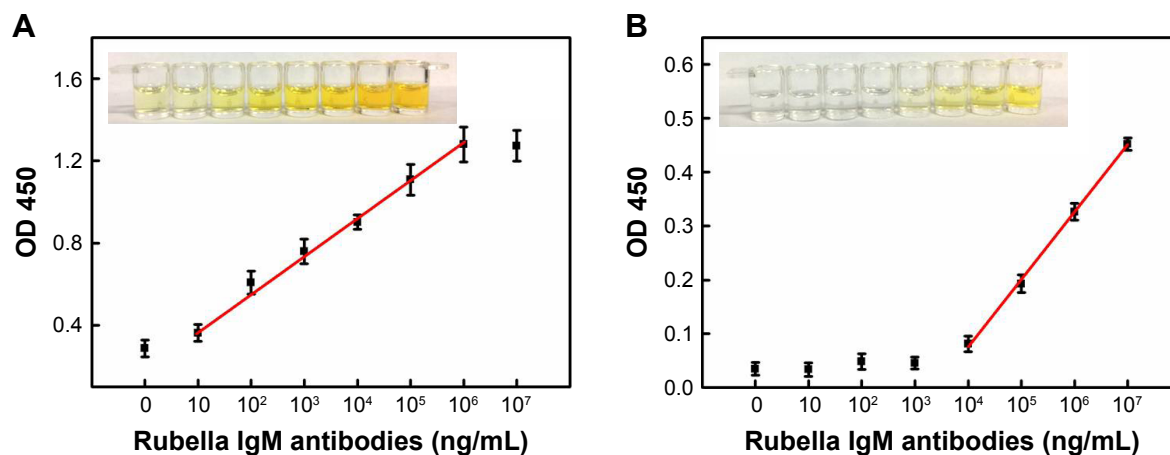 A
1.6
1.2
0.8
0.4
OD 450
0 10 10² 10³ 10⁴ 10⁵ 10⁶ 10⁷
Rubella IgM antibodies (ng/mL)
B
0.6
0.5
0.4
0.3
0.2
0.1
0.0
OD 450
0 10 10² 10³ 10⁴ 10⁵ 10⁶ 10⁷
Rubella IgM antibodies (ng/mL)